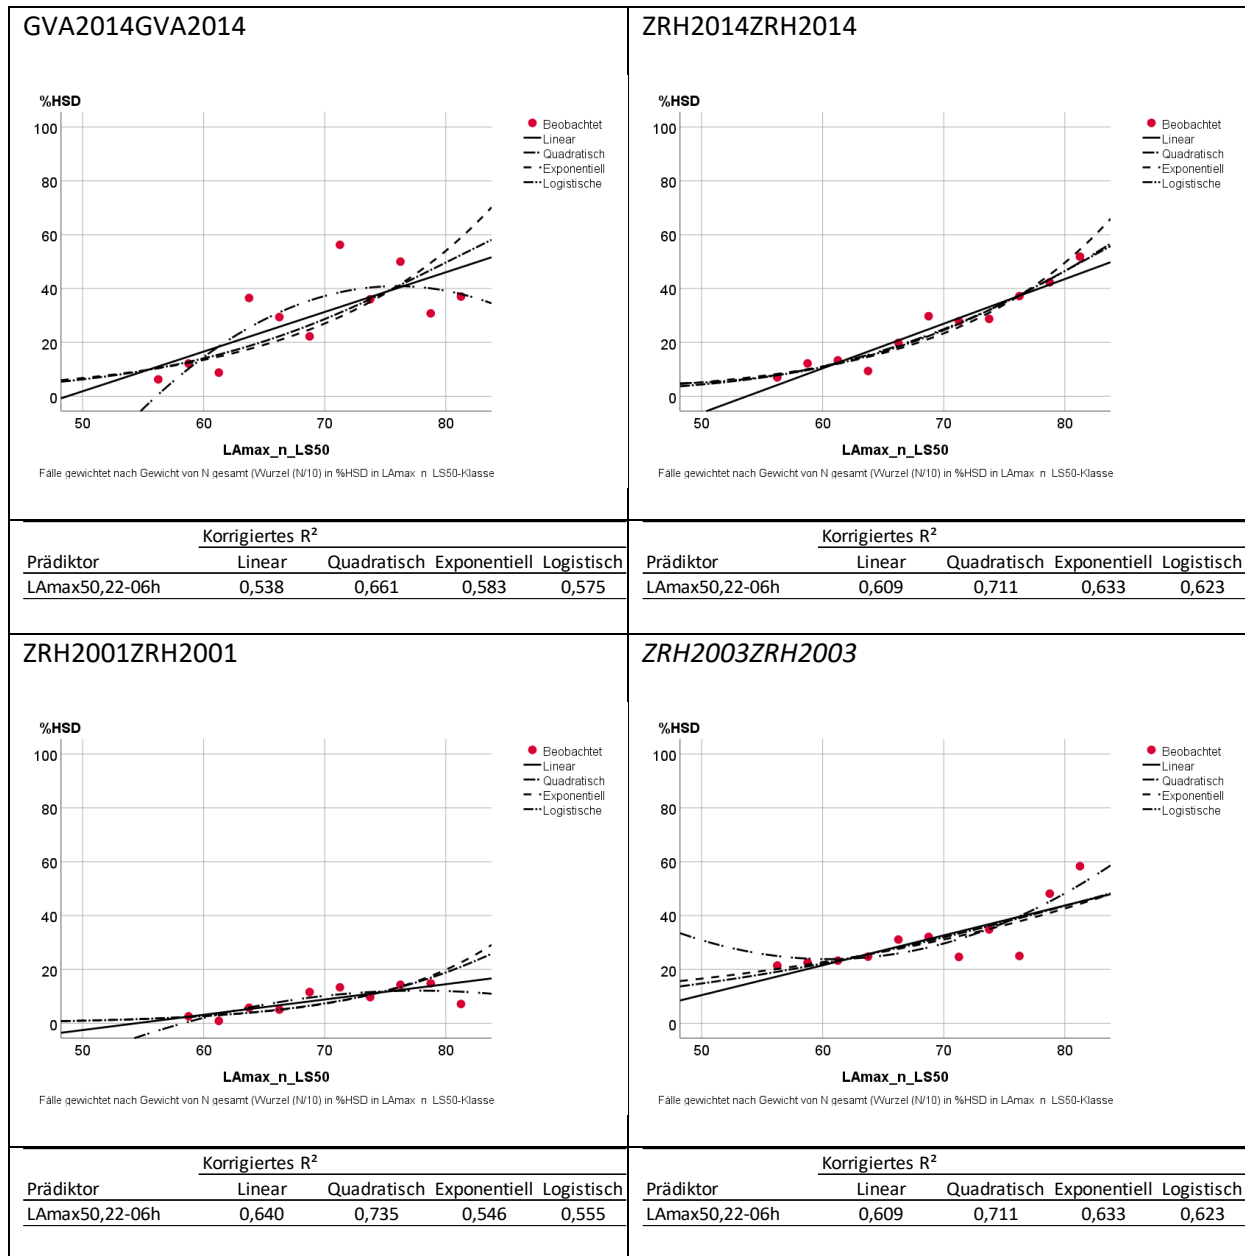 GVA2014GVA2014
%HSD
100
80
60
40
20
0
50 60 70 80
LAmax_n_LS50
Beobachtet
Linear
Quadratisch
Exponentiell
Logistische
Fälle gewichtet nach Gewicht von N gesamt (Wurzel (N/10) in %HSD in LAmax_n_LS50-Klasse
Korrigiertes R²
Prädiktor Linear Quadratisch Exponentiell Logistisch
LAmax50,22-06h 0,538 0,661 0,583 0,575
ZRH2014ZRH2014
%HSD
100
80
60
40
20
0
50 60 70 80
LAmax_n_LS50
Beobachtet
Linear
Quadratisch
Exponentiell
Logistische
Fälle gewichtet nach Gewicht von N gesamt (Wurzel (N/10) in %HSD in LAmax_n_LS50-Klasse
Korrigiertes R²
Prädiktor Linear Quadratisch Exponentiell Logistisch
LAmax50,22-06h 0,609 0,711 0,633 0,623
ZRH2001ZRH2001
%HSD
100
80
60
40
20
0
50 60 70 80
LAmax_n_LS50
Beobachtet
Linear
Quadratisch
Exponentiell
Logistische
Fälle gewichtet nach Gewicht von N gesamt (Wurzel (N/10) in %HSD in LAmax_n_LS50-Klasse
Korrigiertes R²
Prädiktor Linear Quadratisch Exponentiell Logistisch
LAmax50,22-06h 0,640 0,735 0,546 0,555
ZRH2003ZRH2003
%HSD
100
80
60
40
20
0
50 60 70 80
LAmax_n_LS50
Beobachtet
Linear
Quadratisch
Exponentiell
Logistische
Fälle gewichtet nach Gewicht von N gesamt (Wurzel (N/10) in %HSD in LAmax_n_LS50-Klasse
Korrigiertes R²
Prädiktor Linear Quadratisch Exponentiell Logistisch
LAmax50,22-06h 0,609 0,711 0,633 0,623